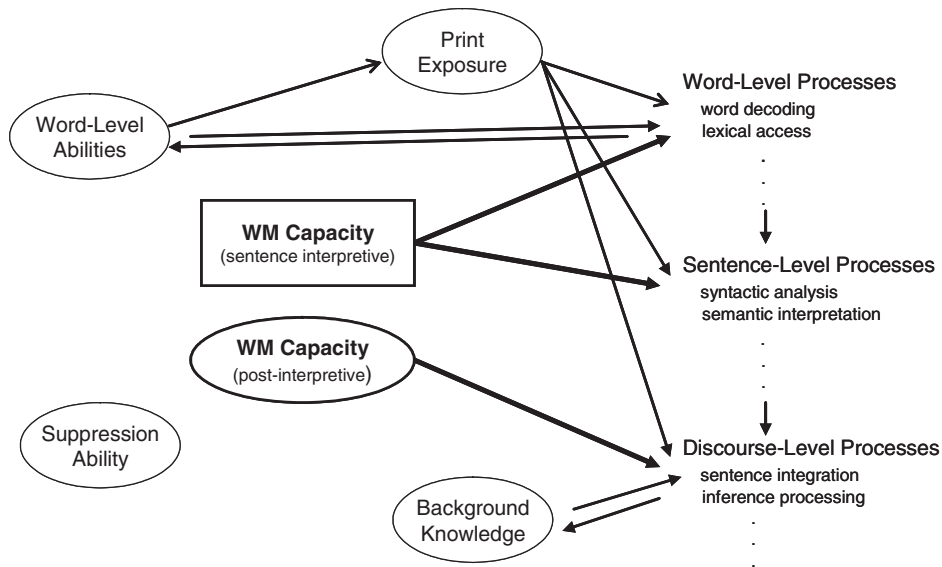 Print
Exposure
Word-Level Processes
word decoding
lexical access
Word-Level
Abilities
WM Capacity
(sentence interpretive)
Sentence-Level Processes
syntactic analysis
semantic interpretation
WM Capacity
(post-interpretive)
Suppression
Ability
Discourse-Level Processes
sentence integration
inference processing
Background
Knowledge